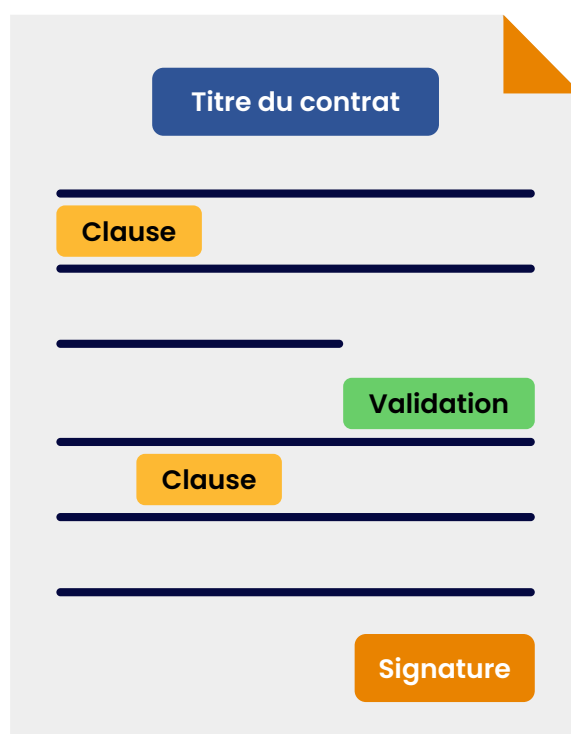 Titre du contrat
Clause
Validation
Clause
Signature